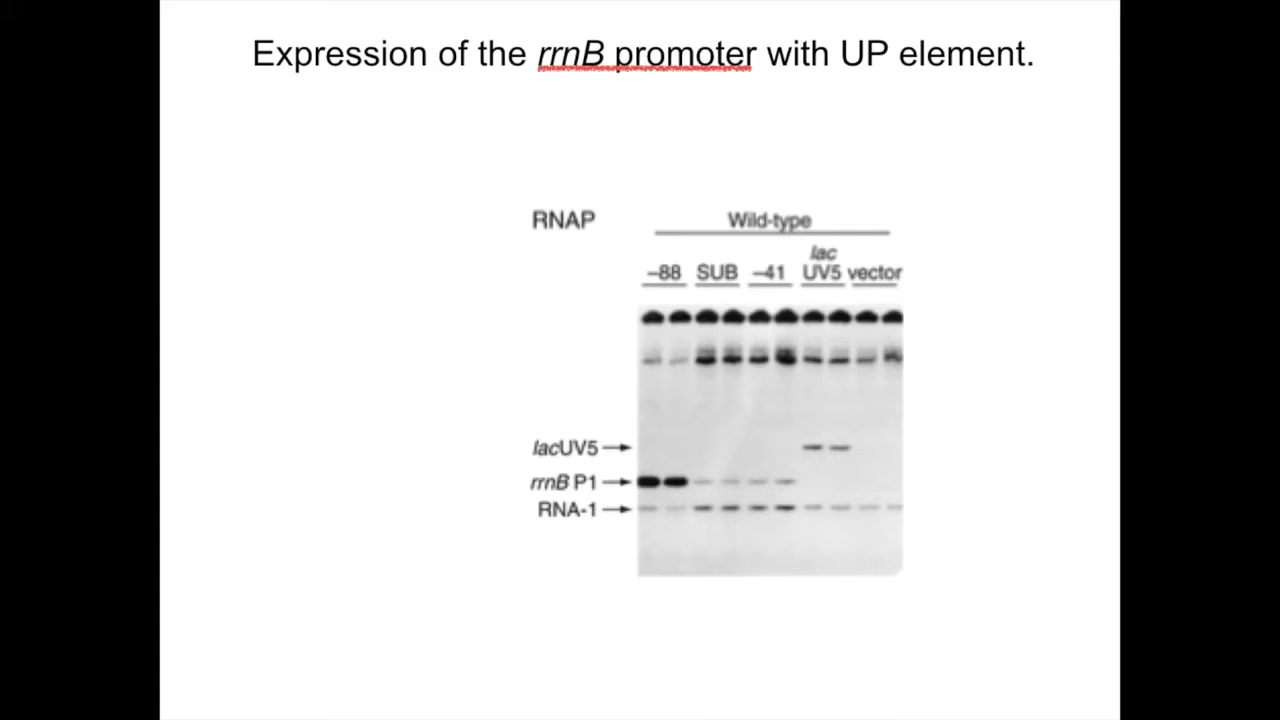 Expression of the rrnB promoter with UP element.
RNAP
Wild-type
lac
–88 SUB –41 UV5 vector
lacUV5
rrnB P1
RNA-1